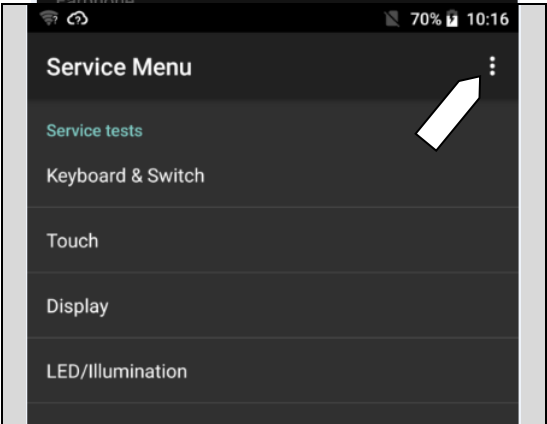 70% 10:16
Service Menu
Service tests
Keyboard & Switch
Touch
Display
LED/Illumination